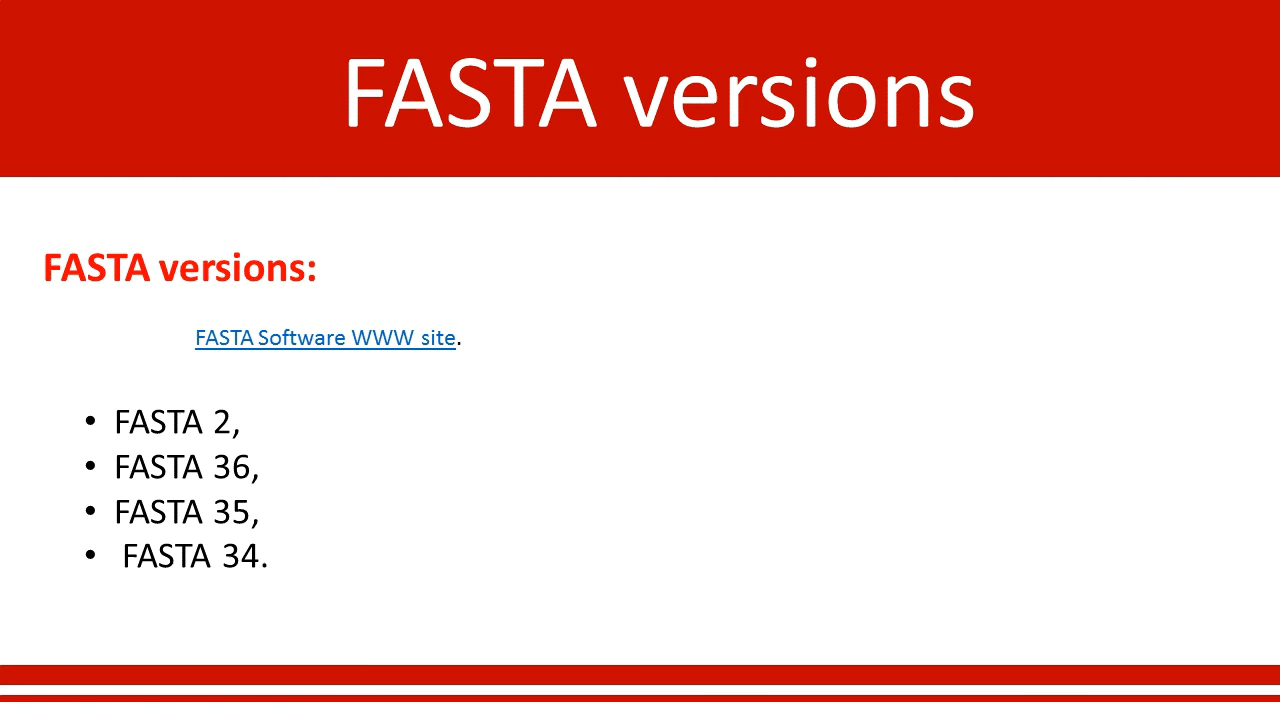 FASTA versions
FASTA versions:
FASTA Software WWW site.
• FASTA 2,
• FASTA 36,
• FASTA 35,
• FASTA 34.